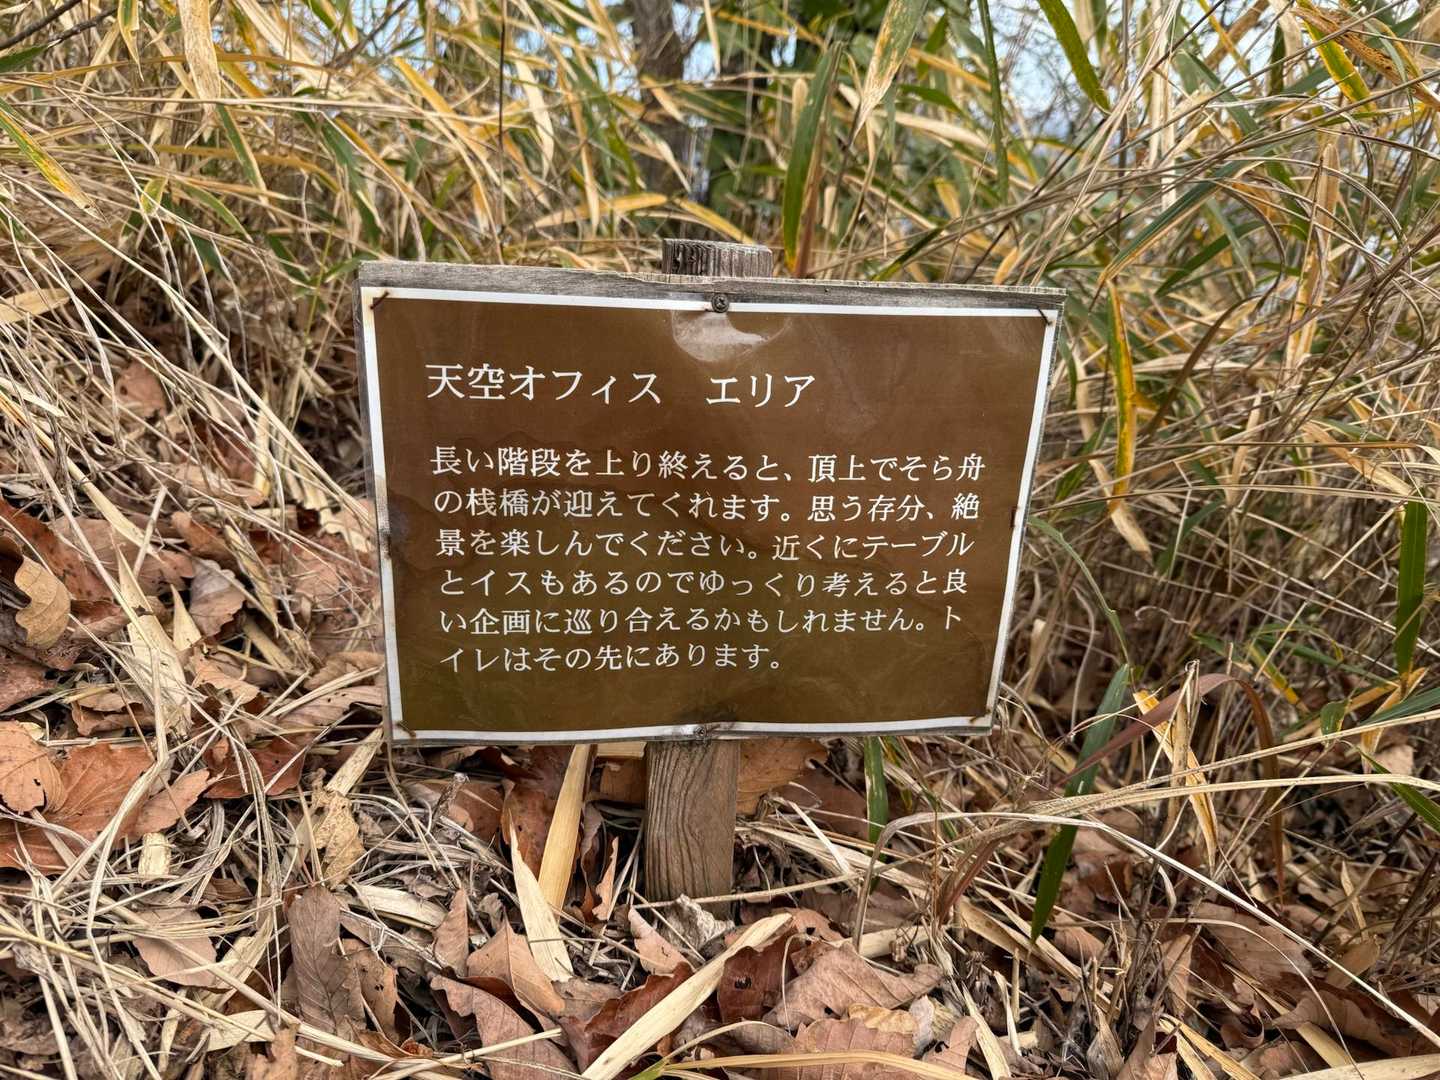 天空オフィス　エリア
長い階段を上り終えると、頂上でそら舟
の桟橋が迎えてくれます。思う存分、絶
景を楽しんでください。近くにテーブル
とイスもあるのでゆっくり考えると良
い企画に巡り合えるかもしれません。ト
イレはその先にあります。